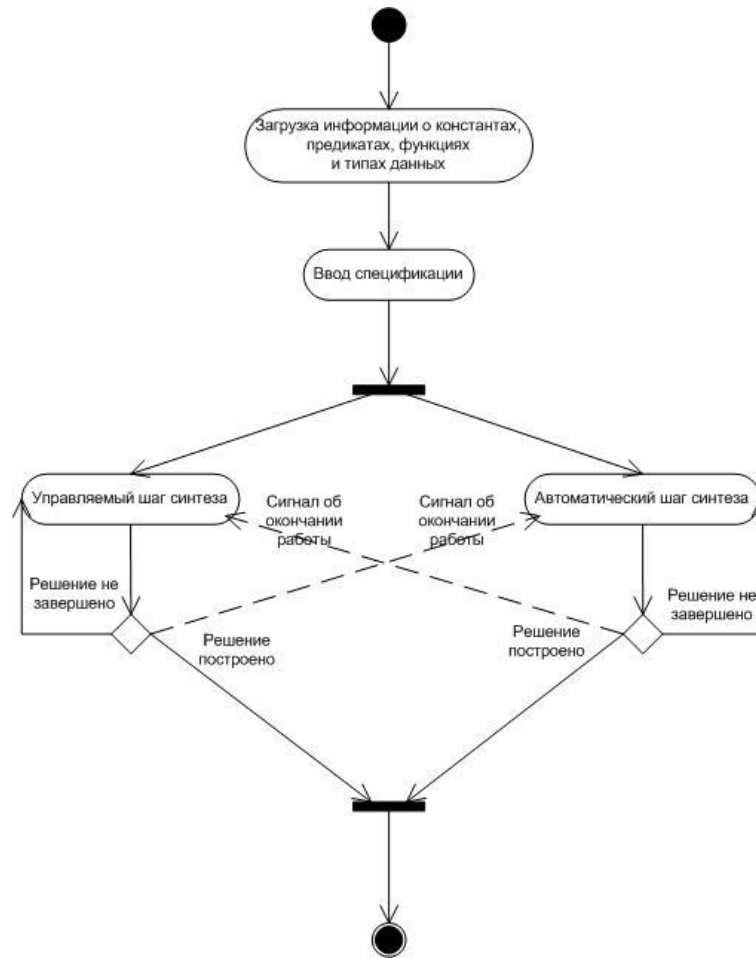 Загрузка информации о константах,
предикатах, функциях
и типах данных
Ввод спецификации
Управляемый шаг синтеза
Сигнал об
окончании
работы
Сигнал об
окончании
работы
Автоматический шаг синтеза
Решение не
завершено
Решение
построено
Решение
построено
Решение не
завершено